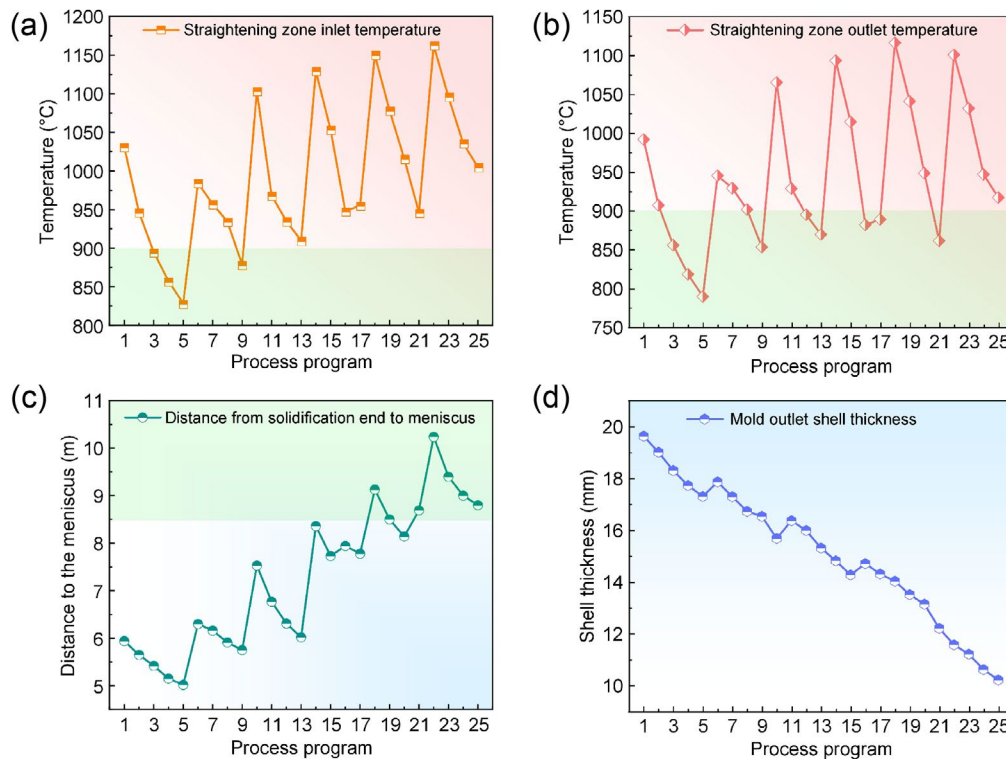 (a)
Straightening zone inlet temperature
1200
1150
1100
1050
1000
950
900
850
800
Temperature (°C)
1 3 5 7 9 11 13 15 17 19 21 23 25
Process program
(b)
Straightening zone outlet temperature
1150
1100
1050
1000
950
900
850
800
750
Temperature (°C)
1 3 5 7 9 11 13 15 17 19 21 23 25
Process program
(c)
Distance from solidification end to meniscus
11
10
9
8
7
6
5
Distance to the meniscus (m)
1 3 5 7 9 11 13 15 17 19 21 23 25
Process program
(d)
Mold outlet shell thickness
20
18
16
14
12
10
Shell thickness (mm)
1 3 5 7 9 11 13 15 17 19 21 23 25
Process program